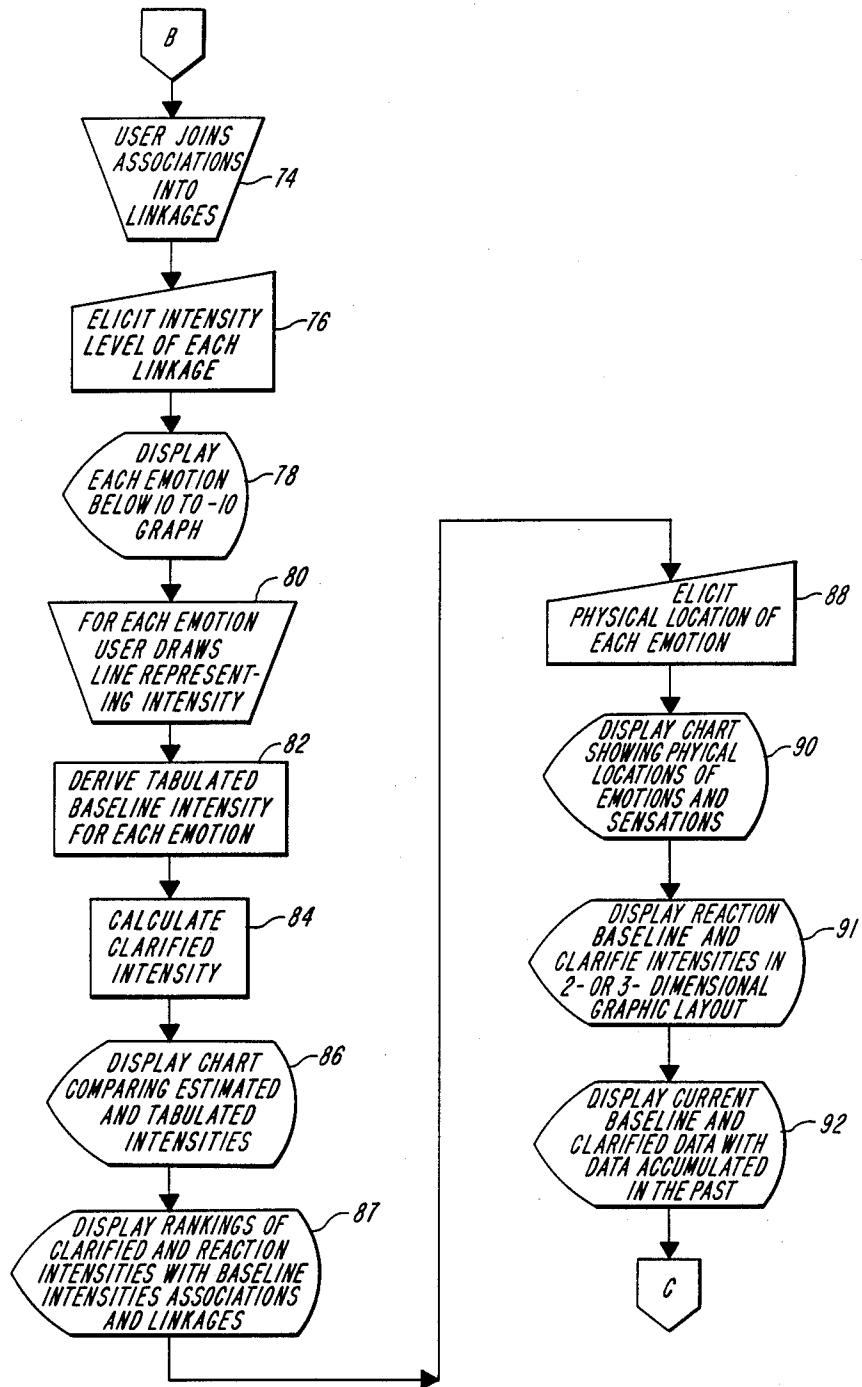 B
USER JOINS
ASSOCIATIONS
INTO
LINKAGES
74
ELICIT INTENSITY
LEVEL OF EACH
LINKAGE
76
DISPLAY
EACH EMOTION
BELOW 10 TO -10
GRAPH
78
80
FOR EACH EMOTION
USER DRAWS
LINE REPRESENT-
ING INTENSITY
82
DERIVE TABULATED
BASELINE INTENSITY
FOR EACH EMOTION
CALCULATE
CLARIFIED
INTENSITY
84
DISPLAY CHART
COMPARING ESTIMATED
AND TABULATED
INTENSITIES
86
DISPLAY RANKINGS OF
CLARIFIED AND REACTION
INTENSITIES WITH BASELINE
INTENSITIES ASSOCIATIONS
AND LINKAGES
87
ELICIT
PHYSICAL LOCATION OF
EACH EMOTION
88
DISPLAY CHART
SHOWING PHYICAL
LOCATIONS OF
EMOTIONS AND
SENSATIONS
90
DISPLAY REACTION
BASELINE AND
CLARIFIE INTENSITIES IN
2- OR 3- DIMENSIONAL
GRAPHIC LAYOUT
91
DISPLAY CURRENT
BASELINE AND
CLARIFIED DATA WITH
DATA ACCUMULATED
IN THE PAST
92
C